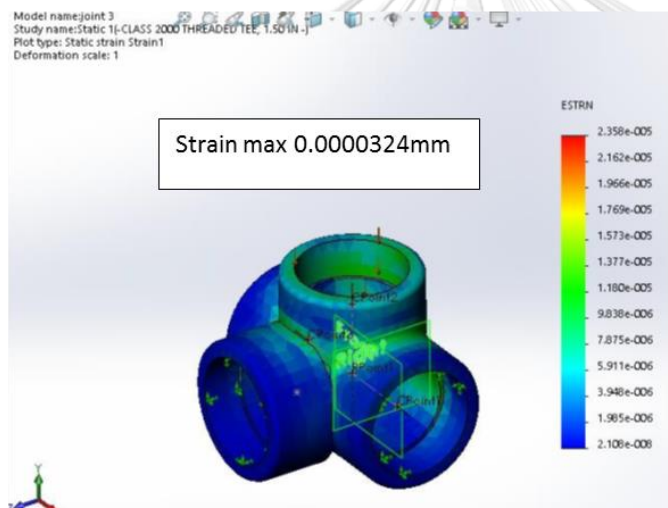 Model name:joint 3
Study name:Static 1(-CLASS 2000 THREADED TEE, 1.50 IN -)
Plot type: Static strain Strain1
Deformation scale: 1
ESTRN
Strain max 0.0000324mm
2.358e-005
2.162e-005
1.966e-005
1.769e-005
1.573e-005
1.377e-005
1.180e-005
9.838e-006
7.875e-006
5.911e-006
3.948e-006
1.985e-006
2.108e-008
CPoint2
CPoint1
Y